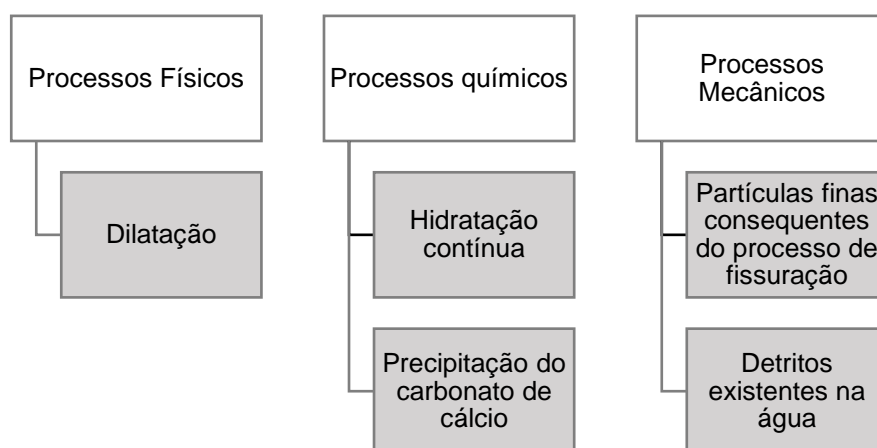 Processos Físicos
Dilatação
Processos químicos
Hidratação
contínua
Precipitação do
carbonato de
cálcio
Processos
Mecânicos
Partículas finas
consequentes
do processo de
fissuração
Detritos
existentes na
água